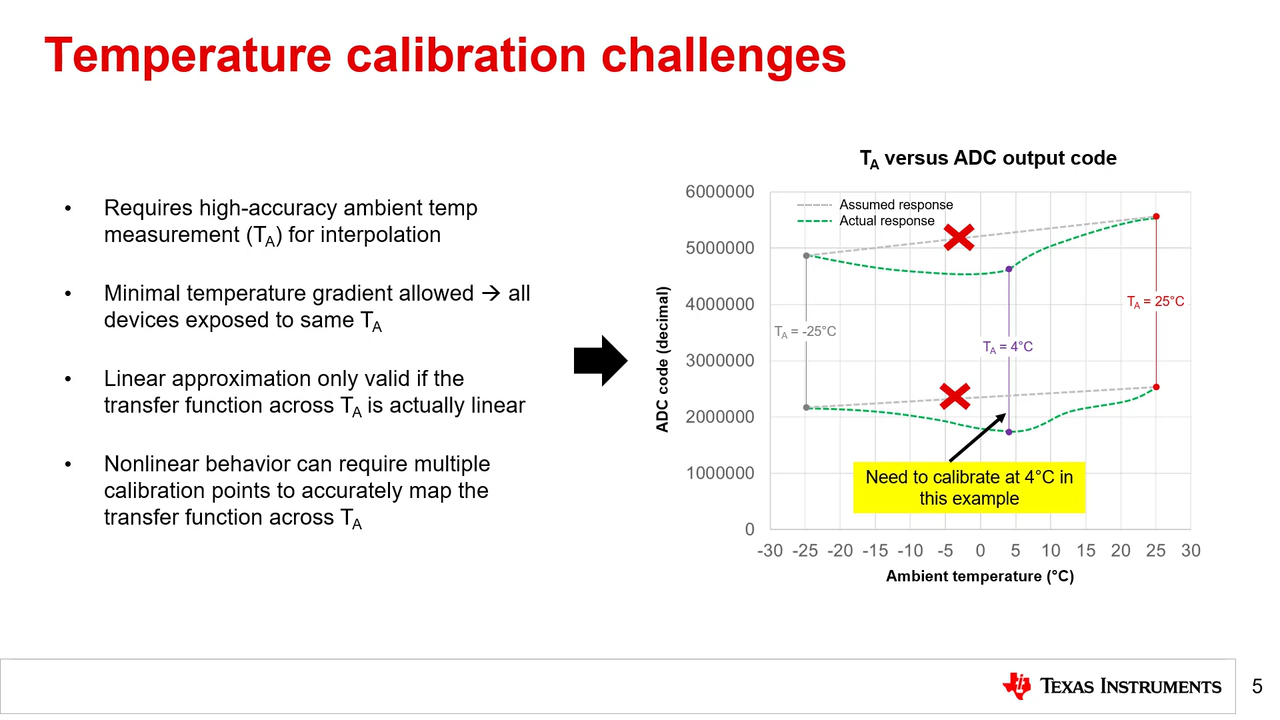 Temperature calibration challenges
• Requires high-accuracy ambient temp
measurement (TA) for interpolation
• Minimal temperature gradient allowed → all
devices exposed to same TA
• Linear approximation only valid if the
transfer function across TA is actually linear
• Nonlinear behavior can require multiple
calibration points to accurately map the
transfer function across TA
TA versus ADC output code
Assumed response
Actual response
6000000
5000000
4000000
3000000
2000000
1000000
0
ADC code (decimal)
TA = -25°C
TA = 4°C
TA = 25°C
Need to calibrate at 4°C in
this example
-30 -25 -20 -15 -10 -5 0 5 10 15 20 25 30
Ambient temperature (°C)
TEXAS INSTRUMENTS
5